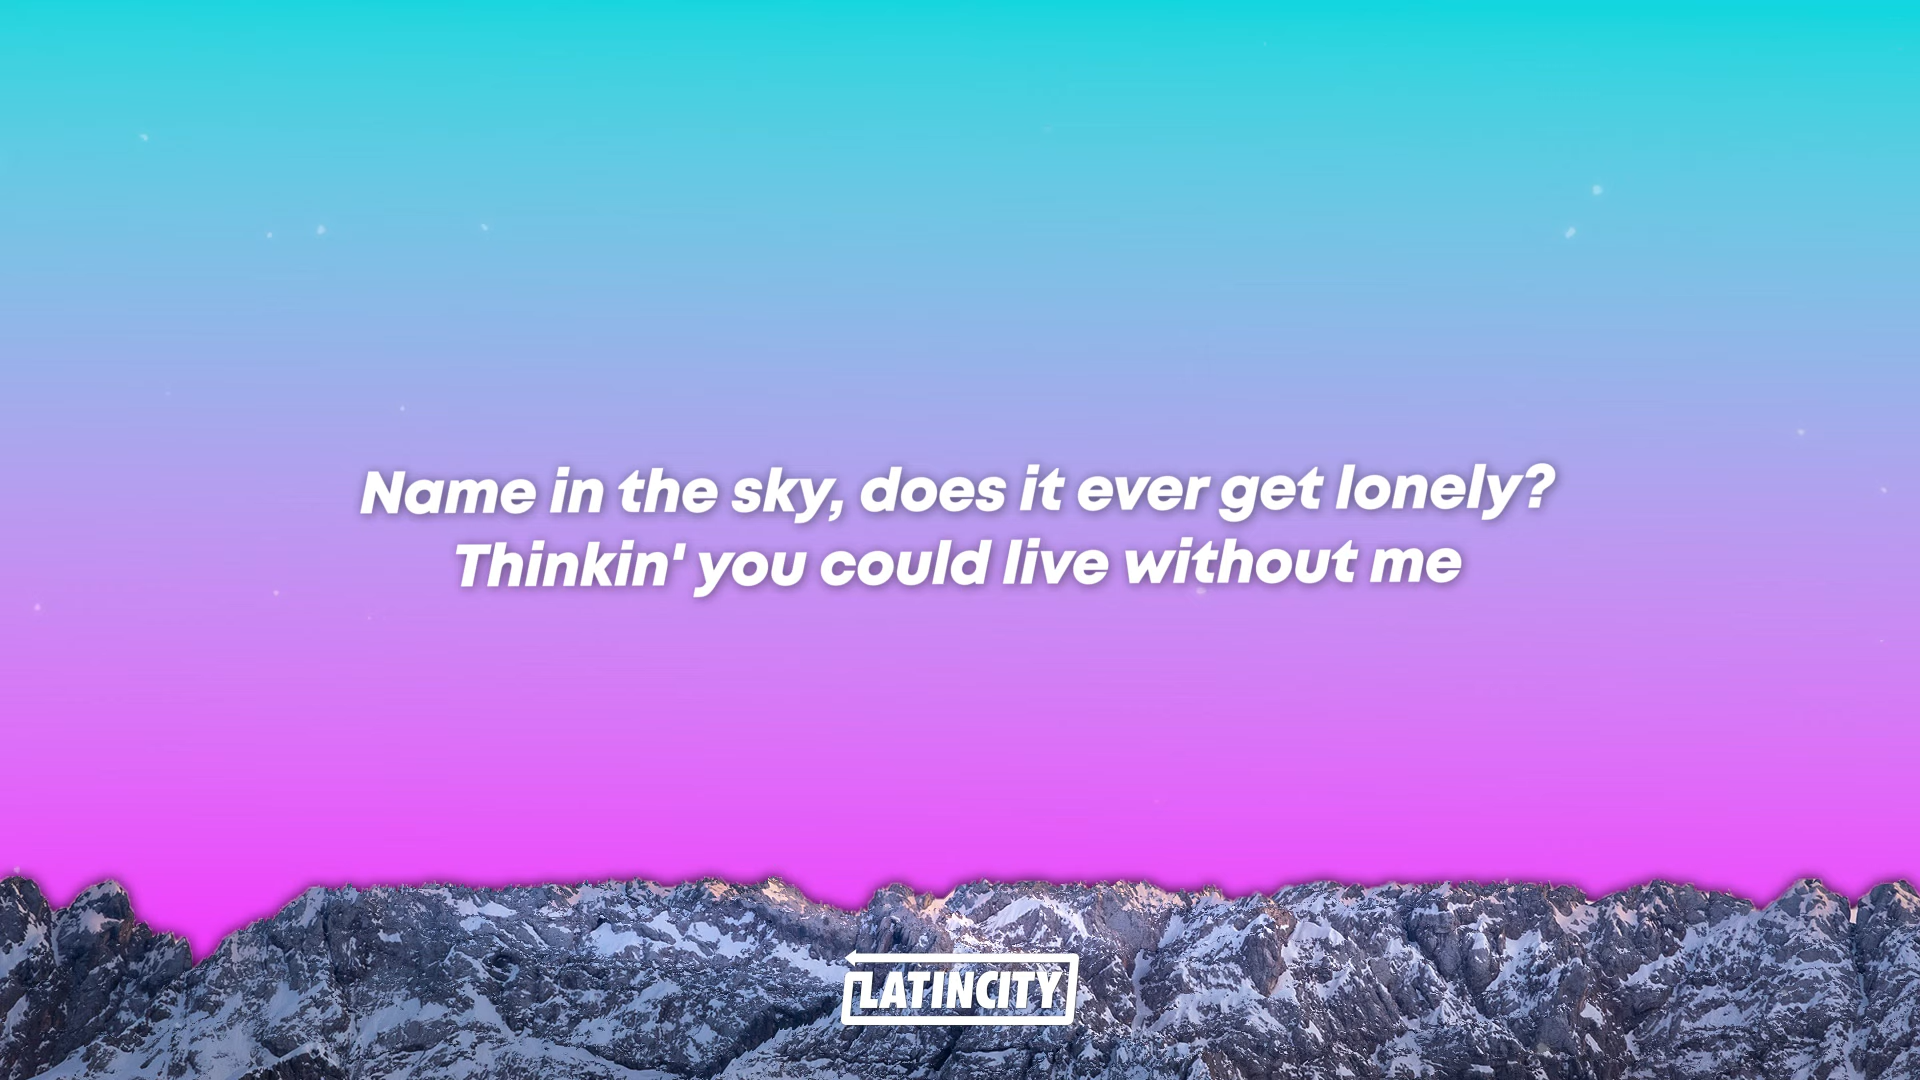 Name in the sky, does it ever get lonely?
Thinkin' you could live without me
LATINCITY